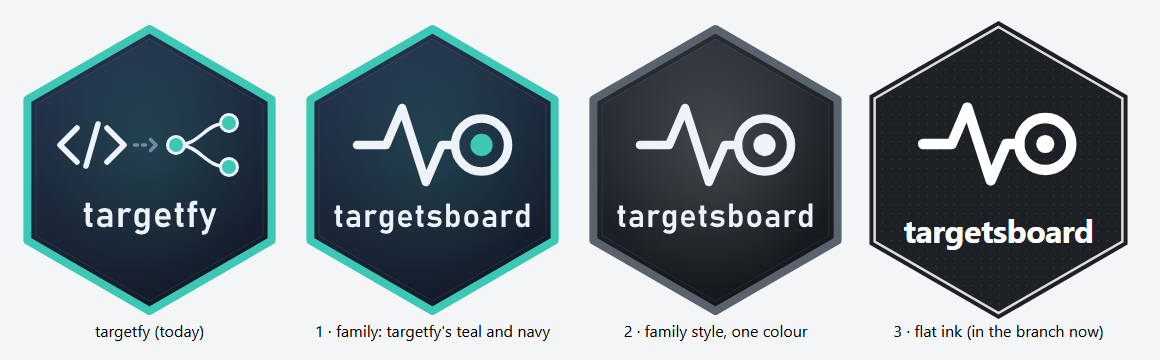 </>
targetfy
targetsboard
targetsboard
targetsboard
targetfy (today)
1 · family: targetfy's teal and navy
2 · family style, one colour
3 · flat ink (in the branch now)